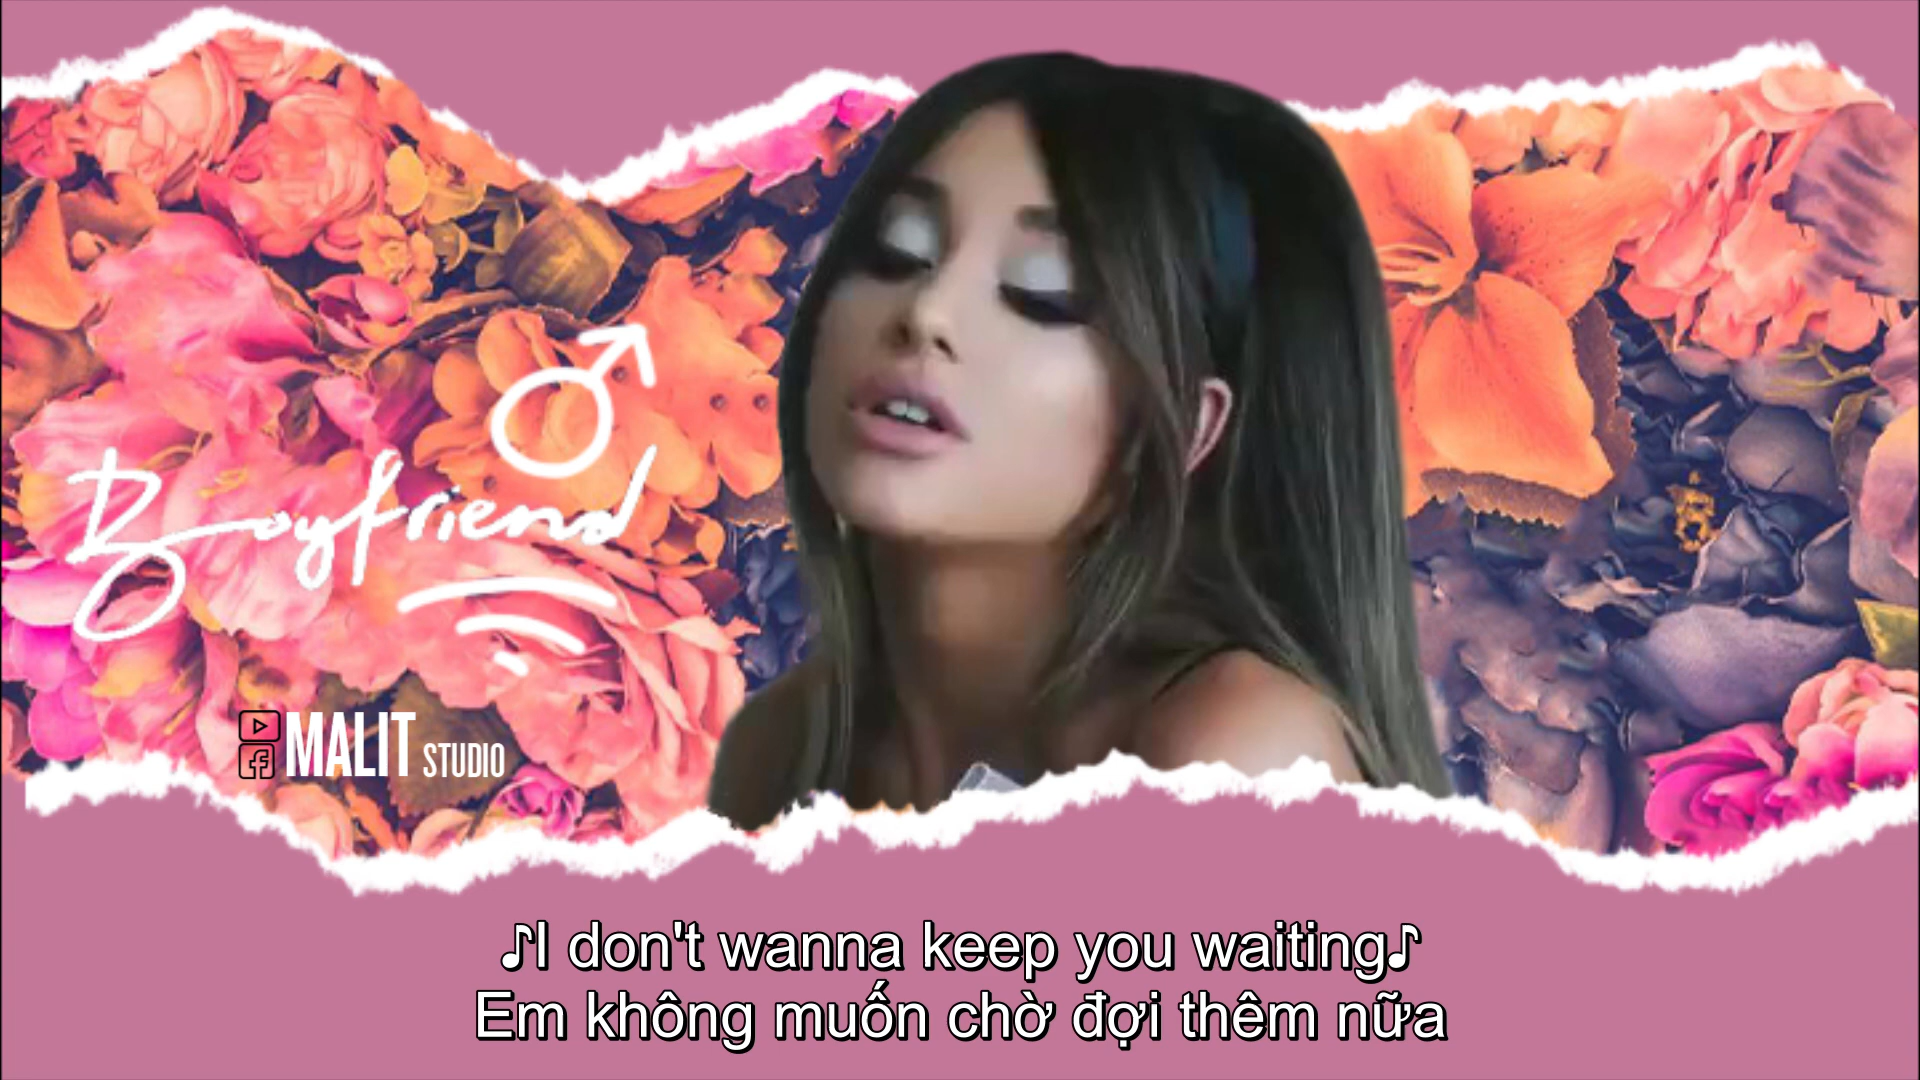 Boyfriend
MALIT STUDIO
♪I don't wanna keep you waiting♪
Em không muốn chờ đợi thêm nữa